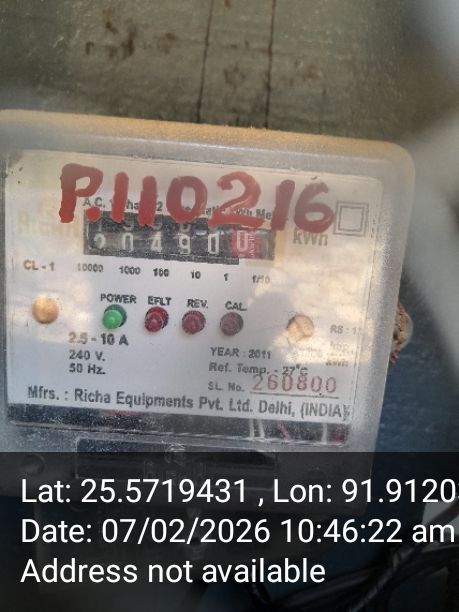 P.110216
A.C.
kWh
0490
CL-1 10000 1000 100 10 1 1/10
POWER EFLT REV. CAL
2.5 - 10 A
240 V.
50 Hz.
YEAR : 2011
Ref. Temp. - 27°C
SL. No. 260800
Mfrs. : Richa Equipments Pvt. Ltd. Delhi, (INDIA)
Lat: 25.5719431 , Lon: 91.9120
Date: 07/02/2026 10:46:22 am
Address not available